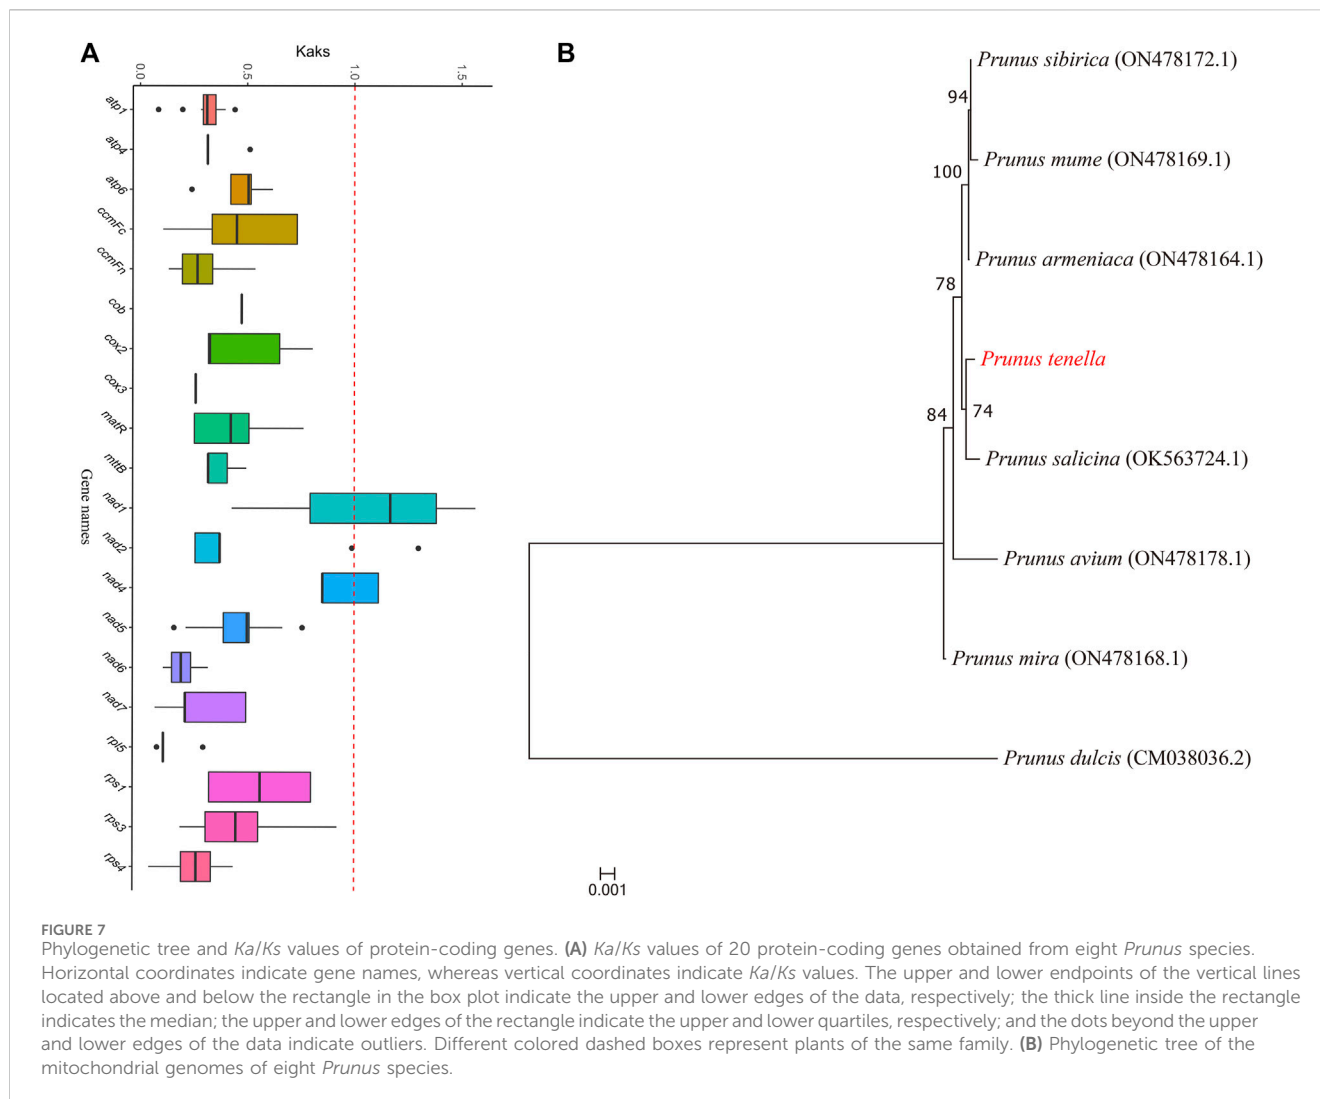 A
Kaks
0.0
0.5
1.0
1.5
atp1
atp4
atp6
ccmFc
ccmFn
cob
cox2
cox3
matR
mttB
nad1
nad2
nad4
nad5
nad6
nad7
rpl5
rps1
rps3
rps4
Gene names
B
Prunus sibirica (ON478172.1)
94
Prunus mume (ON478169.1)
100
Prunus armeniaca (ON478164.1)
78
Prunus tenella
84
74
Prunus salicina (OK563724.1)
Prunus avium (ON478178.1)
Prunus mira (ON478168.1)
Prunus dulcis (CM038036.2)
0.001
FIGURE 7
Phylogenetic tree and Ka/Ks values of protein-coding genes. (A) Ka/Ks values of 20 protein-coding genes obtained from eight Prunus species.
Horizontal coordinates indicate gene names, whereas vertical coordinates indicate Ka/Ks values. The upper and lower endpoints of the vertical lines
located above and below the rectangle in the box plot indicate the upper and lower edges of the data, respectively; the thick line inside the rectangle
indicates the median; the upper and lower edges of the rectangle indicate the upper and lower quartiles, respectively; and the dots beyond the upper
and lower edges of the data indicate outliers. Different colored dashed boxes represent plants of the same family. (B) Phylogenetic tree of the
mitochondrial genomes of eight Prunus species.